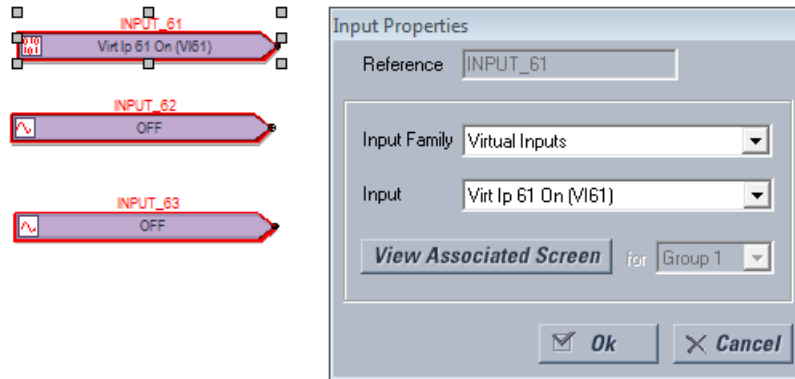 INPUT_61
Virt Ip 61 On (VI61)
INPUT_62
OFF
INPUT_63
OFF
Input Properties
Reference INPUT_61
Input Family Virtual Inputs
Input Virt Ip 61 On (VI61)
View Associated Screen for Group 1
Ok Cancel